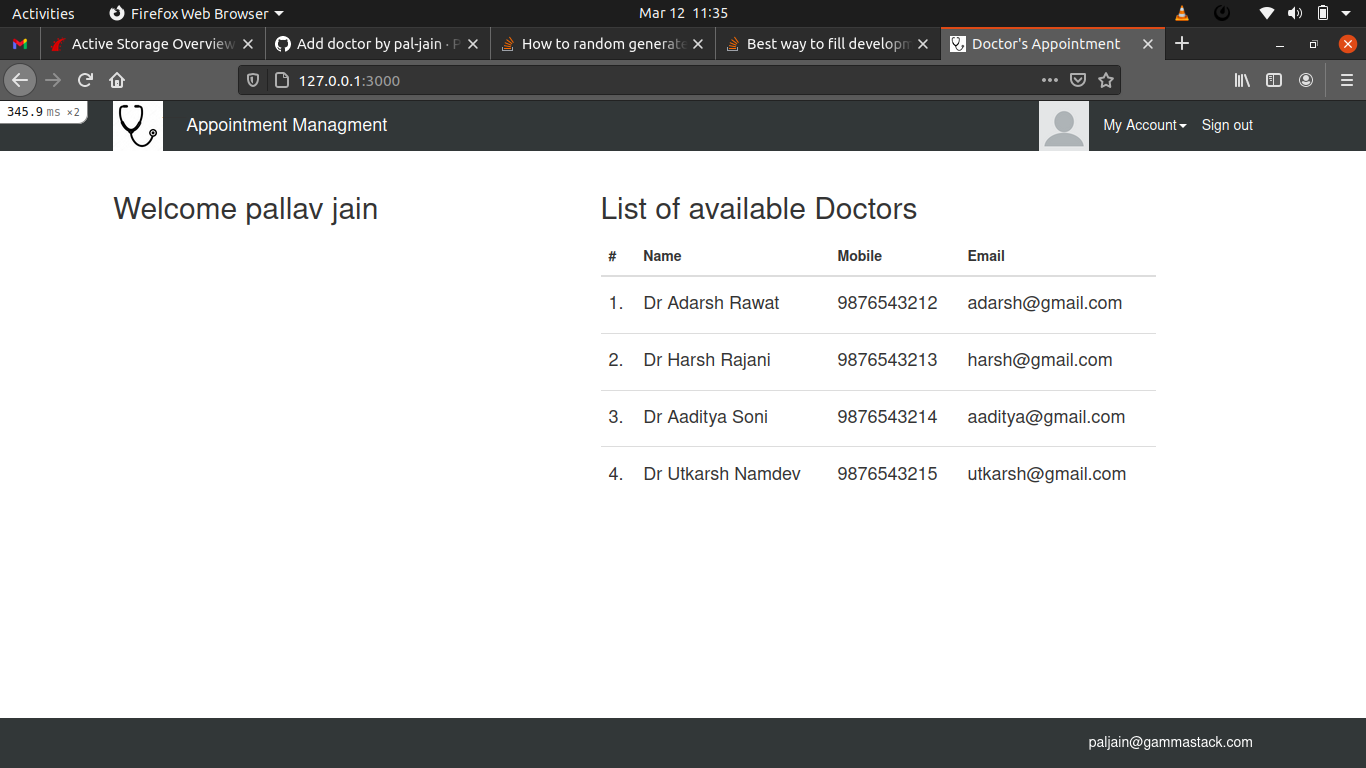 Activities Firefox Web Browser Mar 12 11:35
Active Storage Overview Add doctor by pal-jain · P How to random generate Best way to fill developm Doctor's Appointment
127.0.0.1:3000
345.9 ms ×2
Appointment Managment My Account Sign out
Welcome pallav jain
List of available Doctors
# Name Mobile Email
1. Dr Adarsh Rawat 9876543212 adarsh@gmail.com
2. Dr Harsh Rajani 9876543213 harsh@gmail.com
3. Dr Aaditya Soni 9876543214 aaditya@gmail.com
4. Dr Utkarsh Namdev 9876543215 utkarsh@gmail.com
paljain@gammastack.com